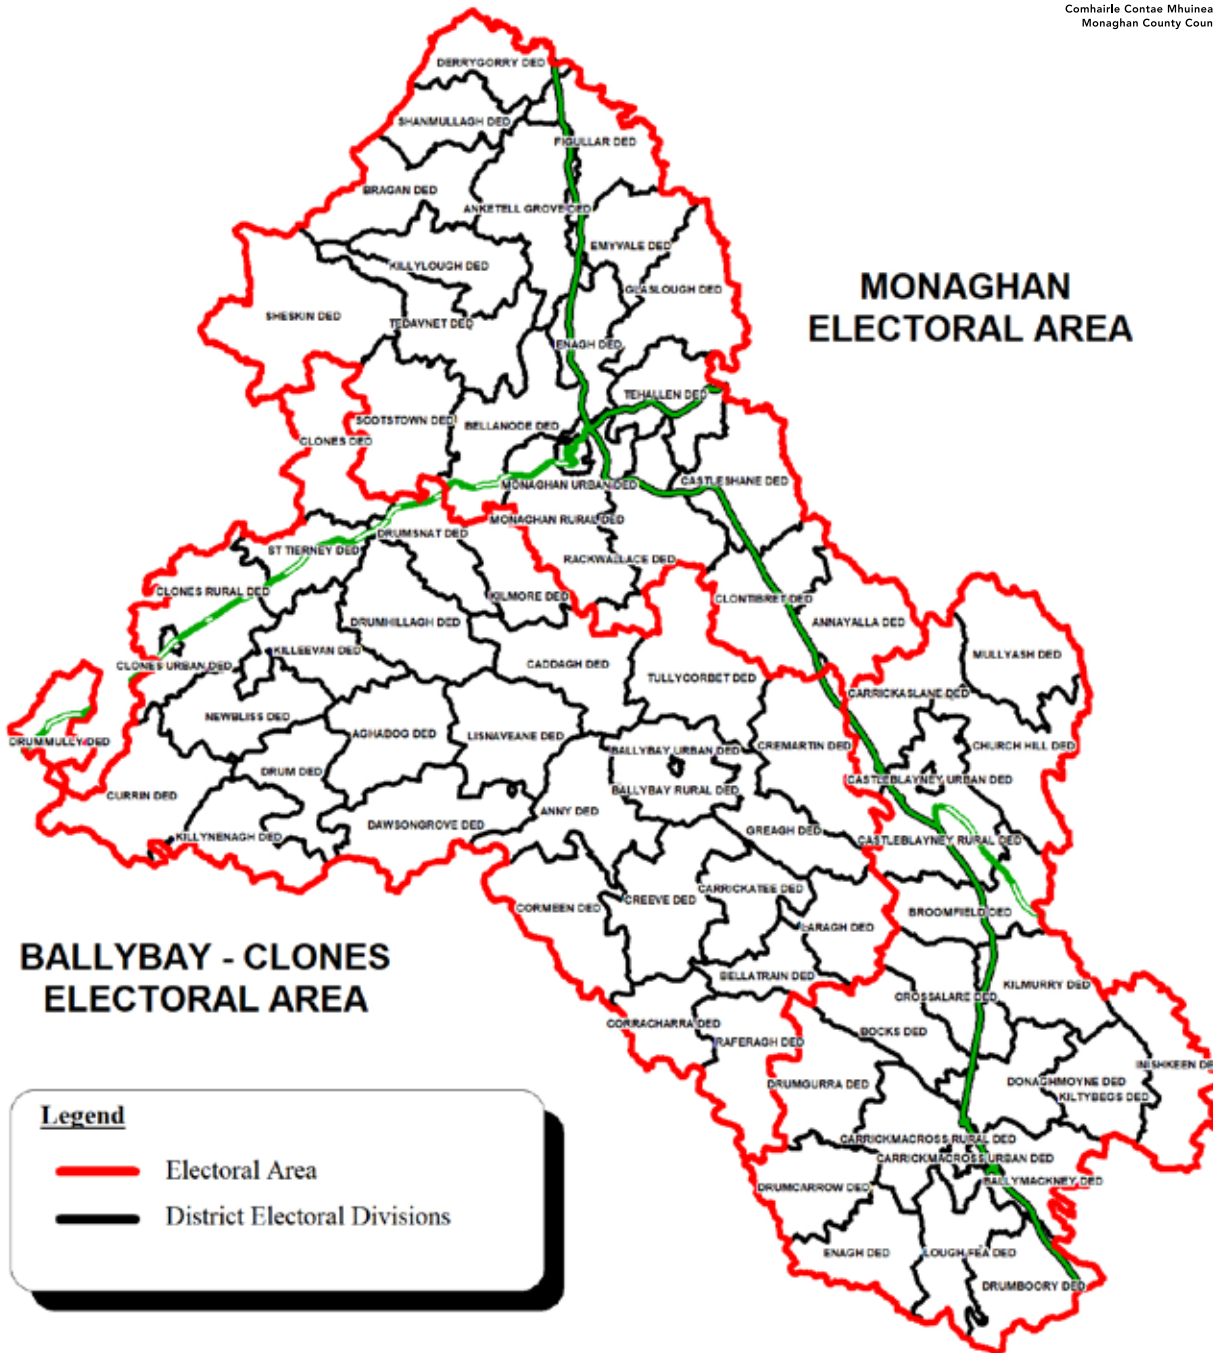 Comhairle Contae Mhuinea
Monaghan County Coun
DERRYGORRY DED
SHANMULLAGH DED
FIGULLAR DED
BRAGAN DED
ANKETELL GROVE DED
EMYVALE DED
KILLYLOUGH DED
GLASLOUGH DED
MONAGHAN
ELECTORAL AREA
SHESKIN DED
TEDAVNET DED
ENAGH DED
TEHALLEN DED
SCOTSTOWN DED
BELLANODE DED
CLONES DED
CASTLESHANE DED
MONAGHAN URBAN DED
MONAGHAN RURAL DED
DRUMSNAT DED
ST TIERNEY DED
RACKWALLACE DED
CLONES RURAL DED
KILMORE DED
CLONTIBRET DED
DRUMHILLAGH DED
ANNAYALLA DED
KILLEEVAN DED
MULLYASH DED
CLONES URBAN DED
CADDAGH DED
TULLYCORBET DED
CARRICKASLANE DED
NEWBLISS DED
AGHABOG DED
LISNAVEANE DED
DRUMMULLY DED
BALLYBAY URBAN DED
CREMARTIN DED
CHURCH HILL DED
DRUM DED
CASTLEBLAYNEY URBAN DED
CURRIN DED
BALLYBAY RURAL DED
ANNY DED
DAWSONGROVE DED
GREAGH DED
KILLYNENAGH DED
CASTLEBLAYNEY RURAL DED
CARRICKATEE DED
CREEVE DED
CORMEEN DED
BROOMFIELD DED
LARAGH DED
BALLYBAY - CLONES
ELECTORAL AREA
BELLATRAIN DED
KILMURRY DED
CROSSALARE DED
CORRACHARRA DED
BOCKS DED
RAFERAGH DED
INISHKEEN DE
DRUMGURRA DED
DONAGHMOYNE DED
KILTYBEGS DED
CARRICKMACROSS RURAL DED
CARRICKMACROSS URBAN DED
BALLYMACKNEY DED
DRUMCARROW DED
ENAGH DED
LOUGH FEA DED
DRUMBOORY DED
Legend
Electoral Area
District Electoral Divisions